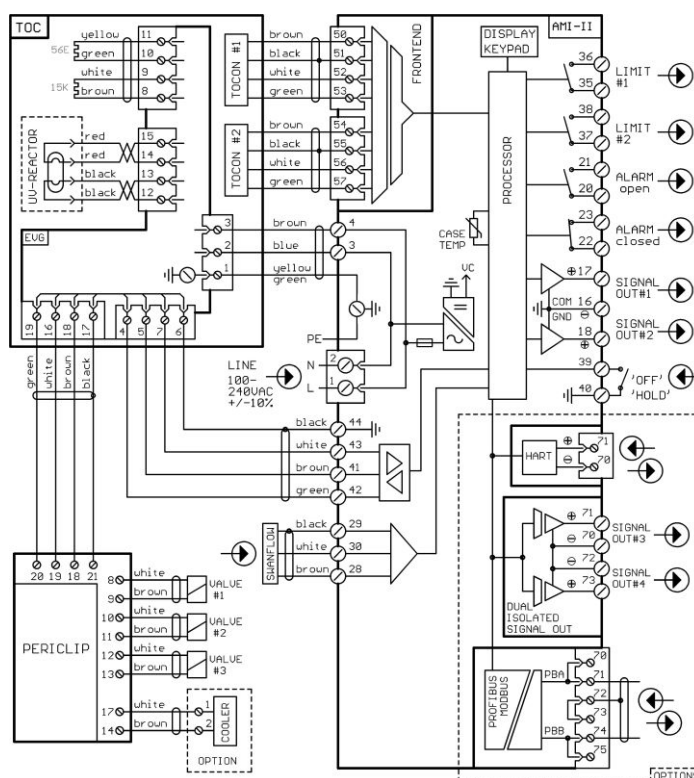 TOC
yellow
11
56E
green
10
white
9
15K
brown
8
UV-REACTOR
red
15
red
14
black
13
black
12
EVG
3
2
1
19
16
18
17
4
5
7
6
green
white
brown
black
TOCON #1
brown
50
black
51
white
52
green
53
TOCON #2
brown
54
black
55
white
56
green
57
FRONTEND
brown
4
blue
3
yellow
green
PE
LINE
N
2
100-
240VAC
L
1
+/-10%
black
44
white
43
brown
41
green
42
SWANFLOW
black
29
white
30
brown
28
AMI-II
DISPLAY
KEYPAD
PROCESSOR
CASE
TEMP
VC
36
35
LIMIT
#1
38
37
LIMIT
#2
21
20
ALARM
open
23
22
ALARM
closed
17
SIGNAL
OUT#1
COM
16
GND
18
SIGNAL
OUT#2
39
'OFF'
40
'HOLD'
HART
71
70
71
SIGNAL
OUT#3
70
72
SIGNAL
OUT#4
73
DUAL
ISOLATED
SIGNAL OUT
PROFIBUS
MODBUS
70
PBA
71
72
73
PBB
74
75
OPTION
20
19
18
21
PERICLIP
8
white
9
brown
VALVE
#1
10
white
11
brown
VALVE
#2
12
white
13
brown
VALVE
#3
17
white
1
14
brown
2
COOLER
OPTION